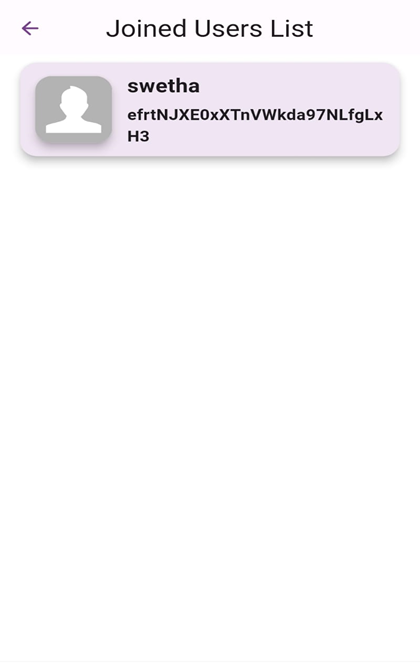 Joined Users List
swetha
efrtNJXE0xXTnVWkda97NLfgLx
H3